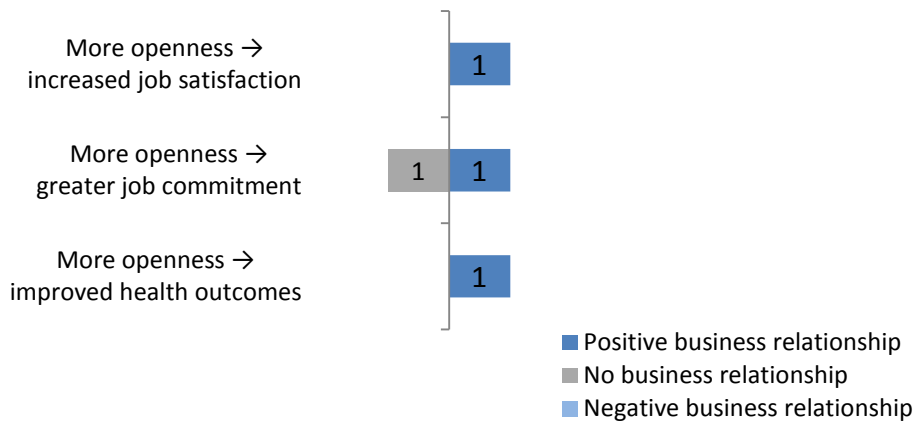 More openness →
increased job satisfaction
1
More openness →
greater job commitment
1 1
More openness →
improved health outcomes
1
Positive business relationship
No business relationship
Negative business relationship